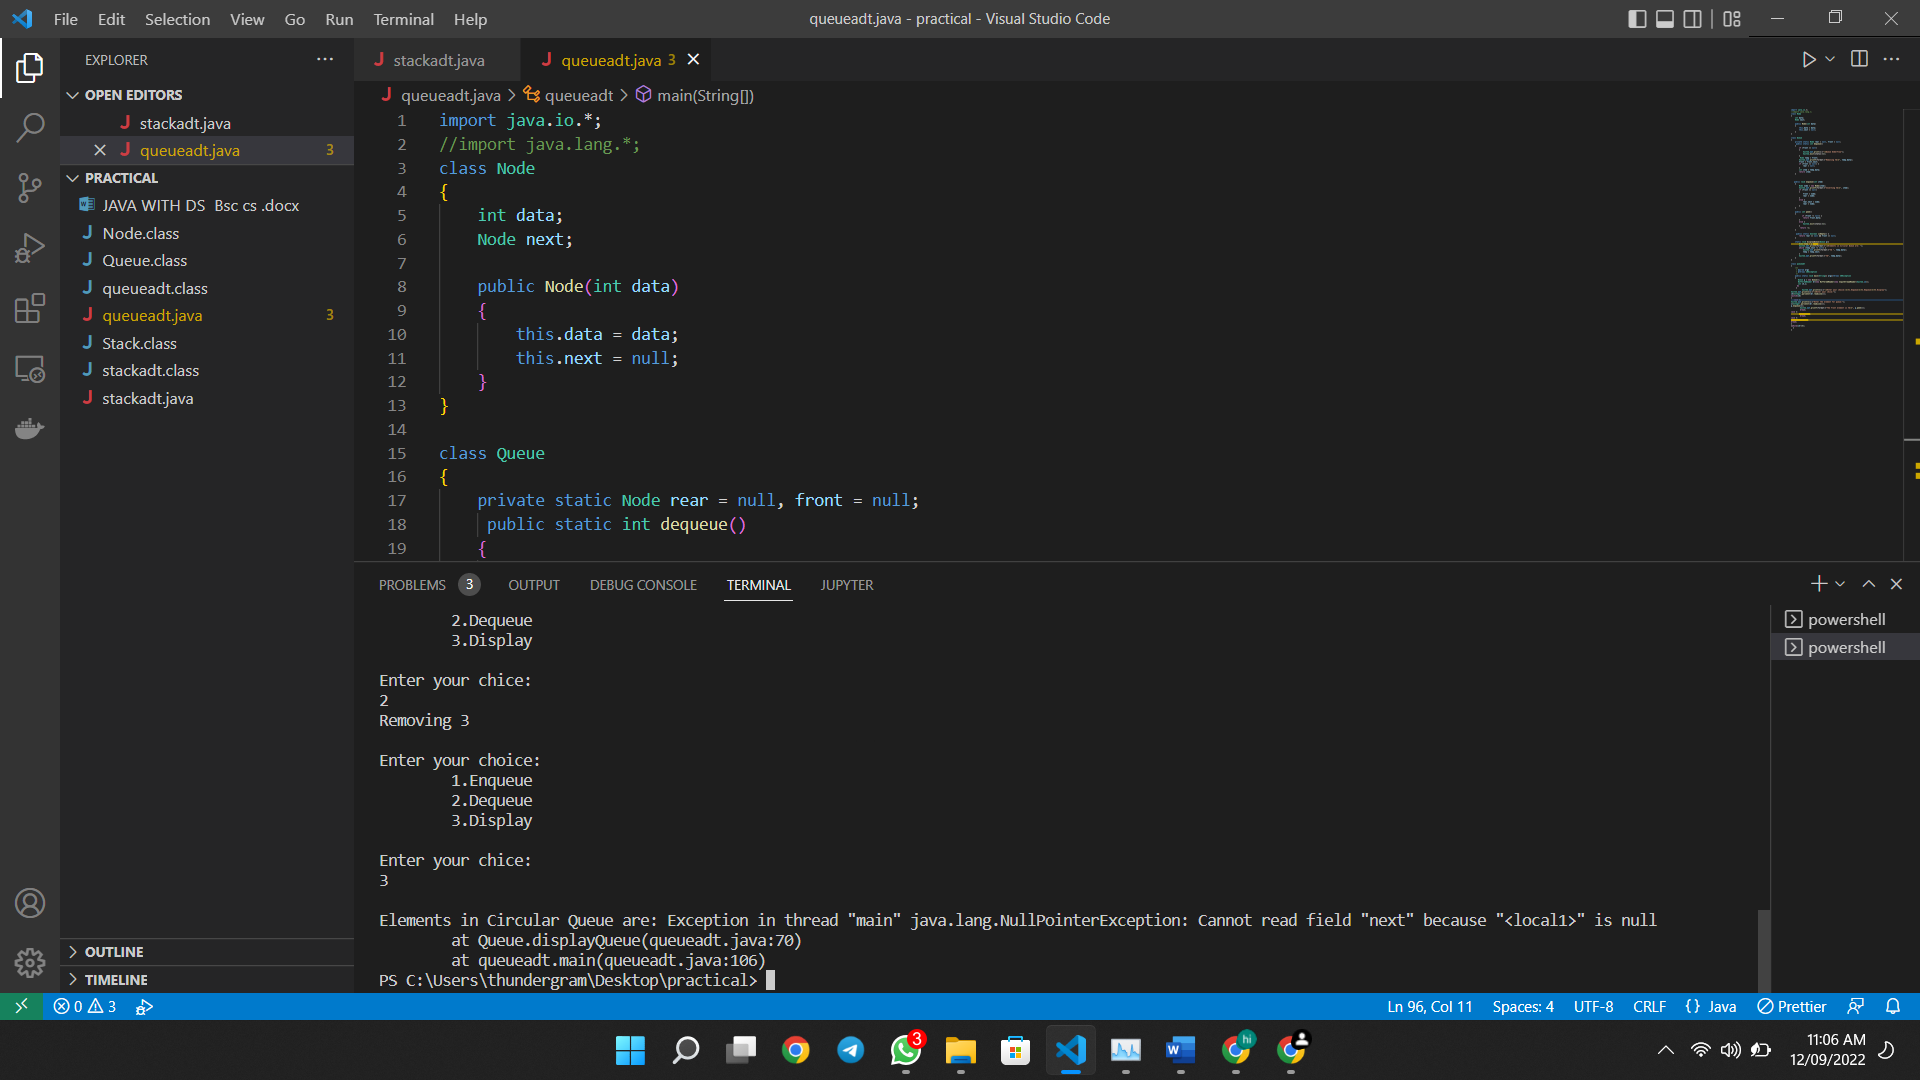 File Edit Selection View Go Run Terminal Help
queueadt.java - practical - Visual Studio Code
EXPLORER
OPEN EDITORS
stackadt.java
queueadt.java 3
PRACTICAL
JAVA WITH DS Bsc cs .docx
Node.class
Queue.class
queueadt.class
queueadt.java 3
Stack.class
stackadt.class
stackadt.java
OUTLINE
TIMELINE
stackadt.java
queueadt.java 3
queueadt.java > queueadt > main(String[])
1 import java.io.*;
2 //import java.lang.*;
3 class Node
4 {
5 int data;
6 Node next;
7
8 public Node(int data)
9 {
10 this.data = data;
11 this.next = null;
12 }
13 }
14
15 class Queue
16 {
17 private static Node rear = null, front = null;
18 public static int dequeue()
19 {
PROBLEMS 3 OUTPUT DEBUG CONSOLE TERMINAL JUPYTER
2.Dequeue
3.Display
Enter your chice:
2
Removing 3
Enter your choice:
1.Enqueue
2.Dequeue
3.Display
Enter your chice:
3
Elements in Circular Queue are: Exception in thread "main" java.lang.NullPointerException: Cannot read field "next" because "<local1>" is null
at Queue.displayQueue(queueadt.java:70)
at queueadt.main(queueadt.java:106)
PS C:\Users\thundergram\Desktop\practical>
powershell
powershell
0 3
Ln 96, Col 11 Spaces: 4 UTF-8 CRLF {} Java Prettier
3
W
hi
11:06 AM
12/09/2022